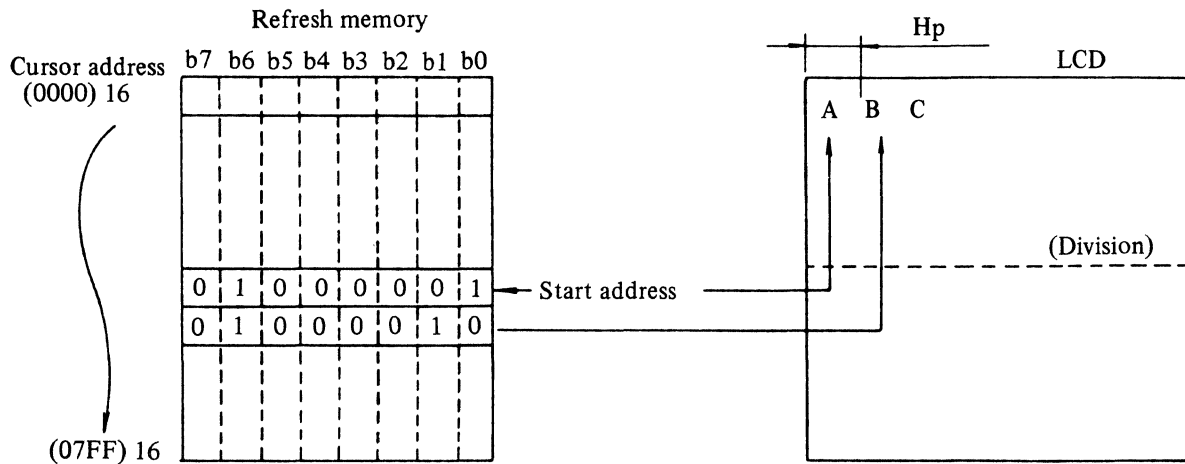 Refresh memory
Hp
b7 b6 b5 b4 b3 b2 b1 b0
LCD
Cursor address
(0000) 16
A B C
(Division)
0 1 0 0 0 0 0 1
Start address
0 1 0 0 0 0 1 0
(07FF) 16